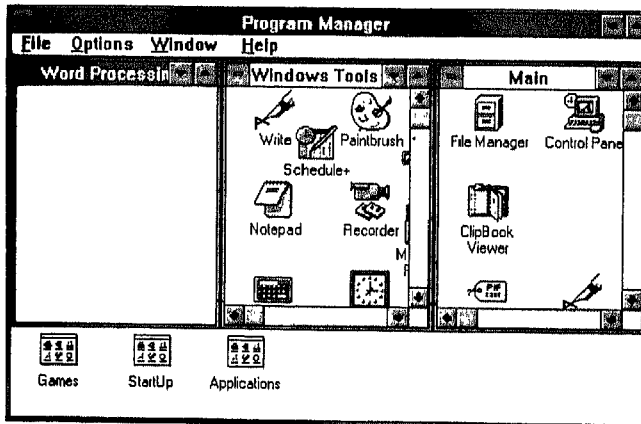 Program Manager
File Options Window Help
Word Processin
Windows Tools
Main
Write
Paintbrush
Schedule+
Notepad
Recorder
M
File Manager
Control Pane
ClipBook
Viewer
PIF
Games
StartUp
Applications